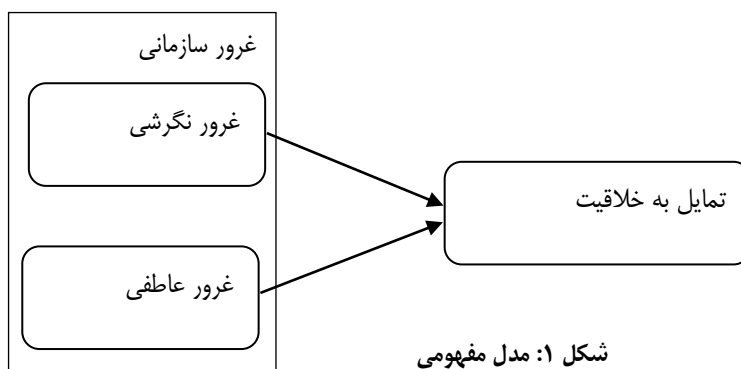 غرور سازمانی
غرور نگرشی
تمایل به خلاقیت
غرور عاطفی
شکل ۱: مدل مفهومی